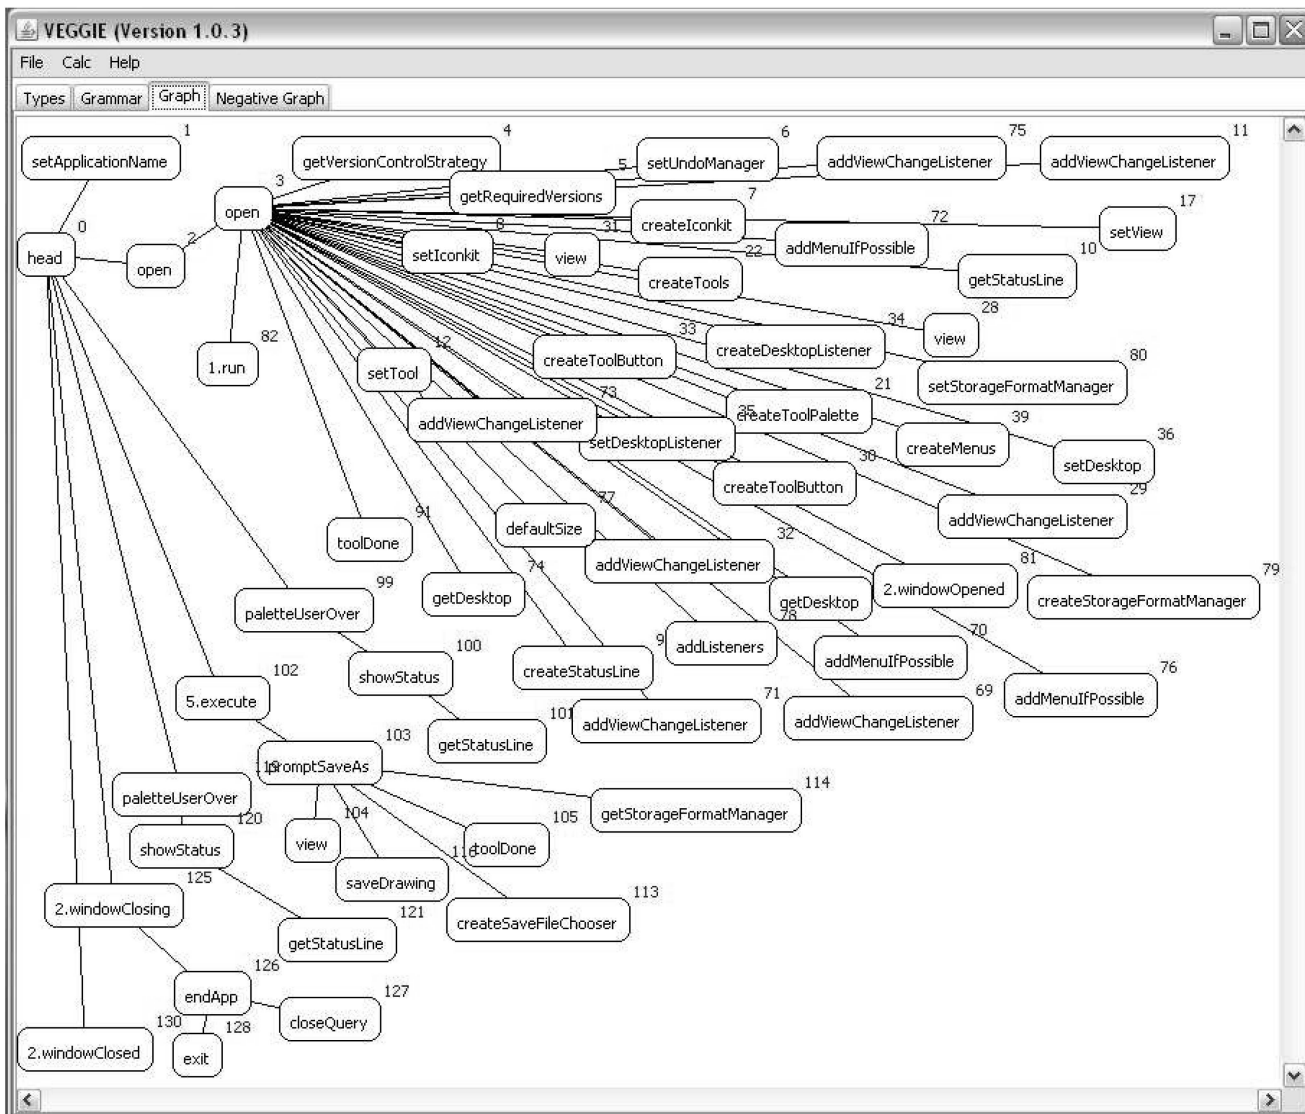 VEGGIE (Version 1.0.3)
File Calc Help
Types Grammar Graph Negative Graph
1
4
6
75
11
setApplicationName
getVersionControlStrategy
5
setUndoManager
addViewChangeListener
addViewChangeListener
3
getRequiredVersions
7
17
open
createIconkit
72
setView
0
2
8
31
addMenuIfPossible
10
head
open
setIconkit
view
22
getStatusLine
createTools
28
82
12
33
34
view
1.run
setTool
createToolButton
createDesktopListener
80
setStorageFormatManager
73
21
addViewChangeListener
35
createToolPalette
39
36
setDesktopListener
createMenus
setDesktop
30
createToolButton
29
91
77
addViewChangeListener
toolDone
defaultSize
32
81
79
99
74
addViewChangeListener
2.windowOpened
getDesktop
getDesktop
createStorageFormatManager
paletteUserOver
78
70
100
9
addListeners
addMenuIfPossible
76
102
showStatus
createStatusLine
5.execute
71
69
addMenuIfPossible
101
addViewChangeListener
addViewChangeListener
103
getStatusLine
119
promptSaveAs
114
paletteUserOver
getStorageFormatManager
120
104
105
showStatus
view
toolDone
116
125
saveDrawing
113
2.windowClosing
121
createSaveFileChooser
getStatusLine
126
endApp
127
130
128
closeQuery
2.windowClosed
exit